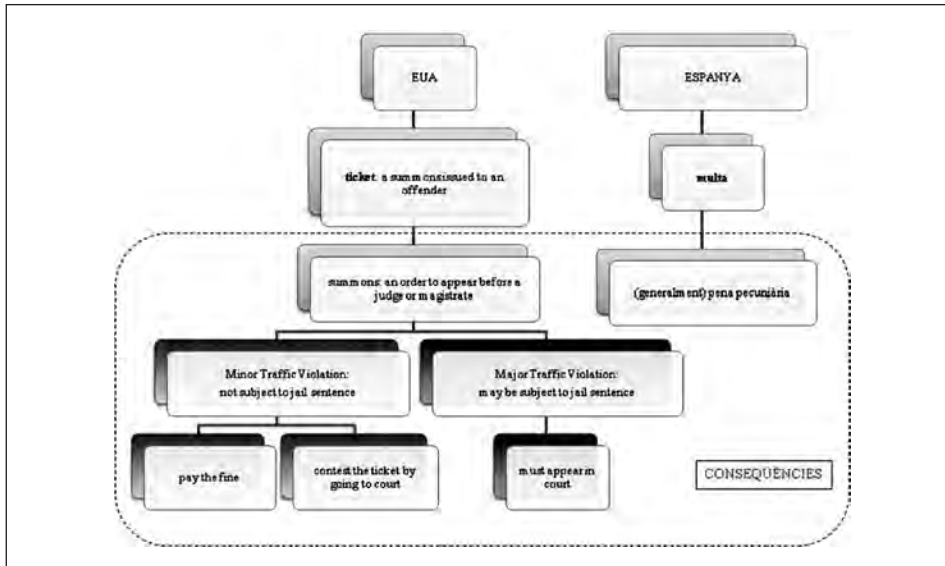 EUA
ESPANYA
ticket: a summons issued to an
offender
multa
summons: an order to appear before a
judge or magistrate
(generalment) pena pecuniària
Minor Traffic Violation:
not subject to jail sentence
Major Traffic Violation:
may be subject to jail sentence
pay the fine
contest the ticket by
going to court
must appear in
court
CONSEQÜÈNCIES